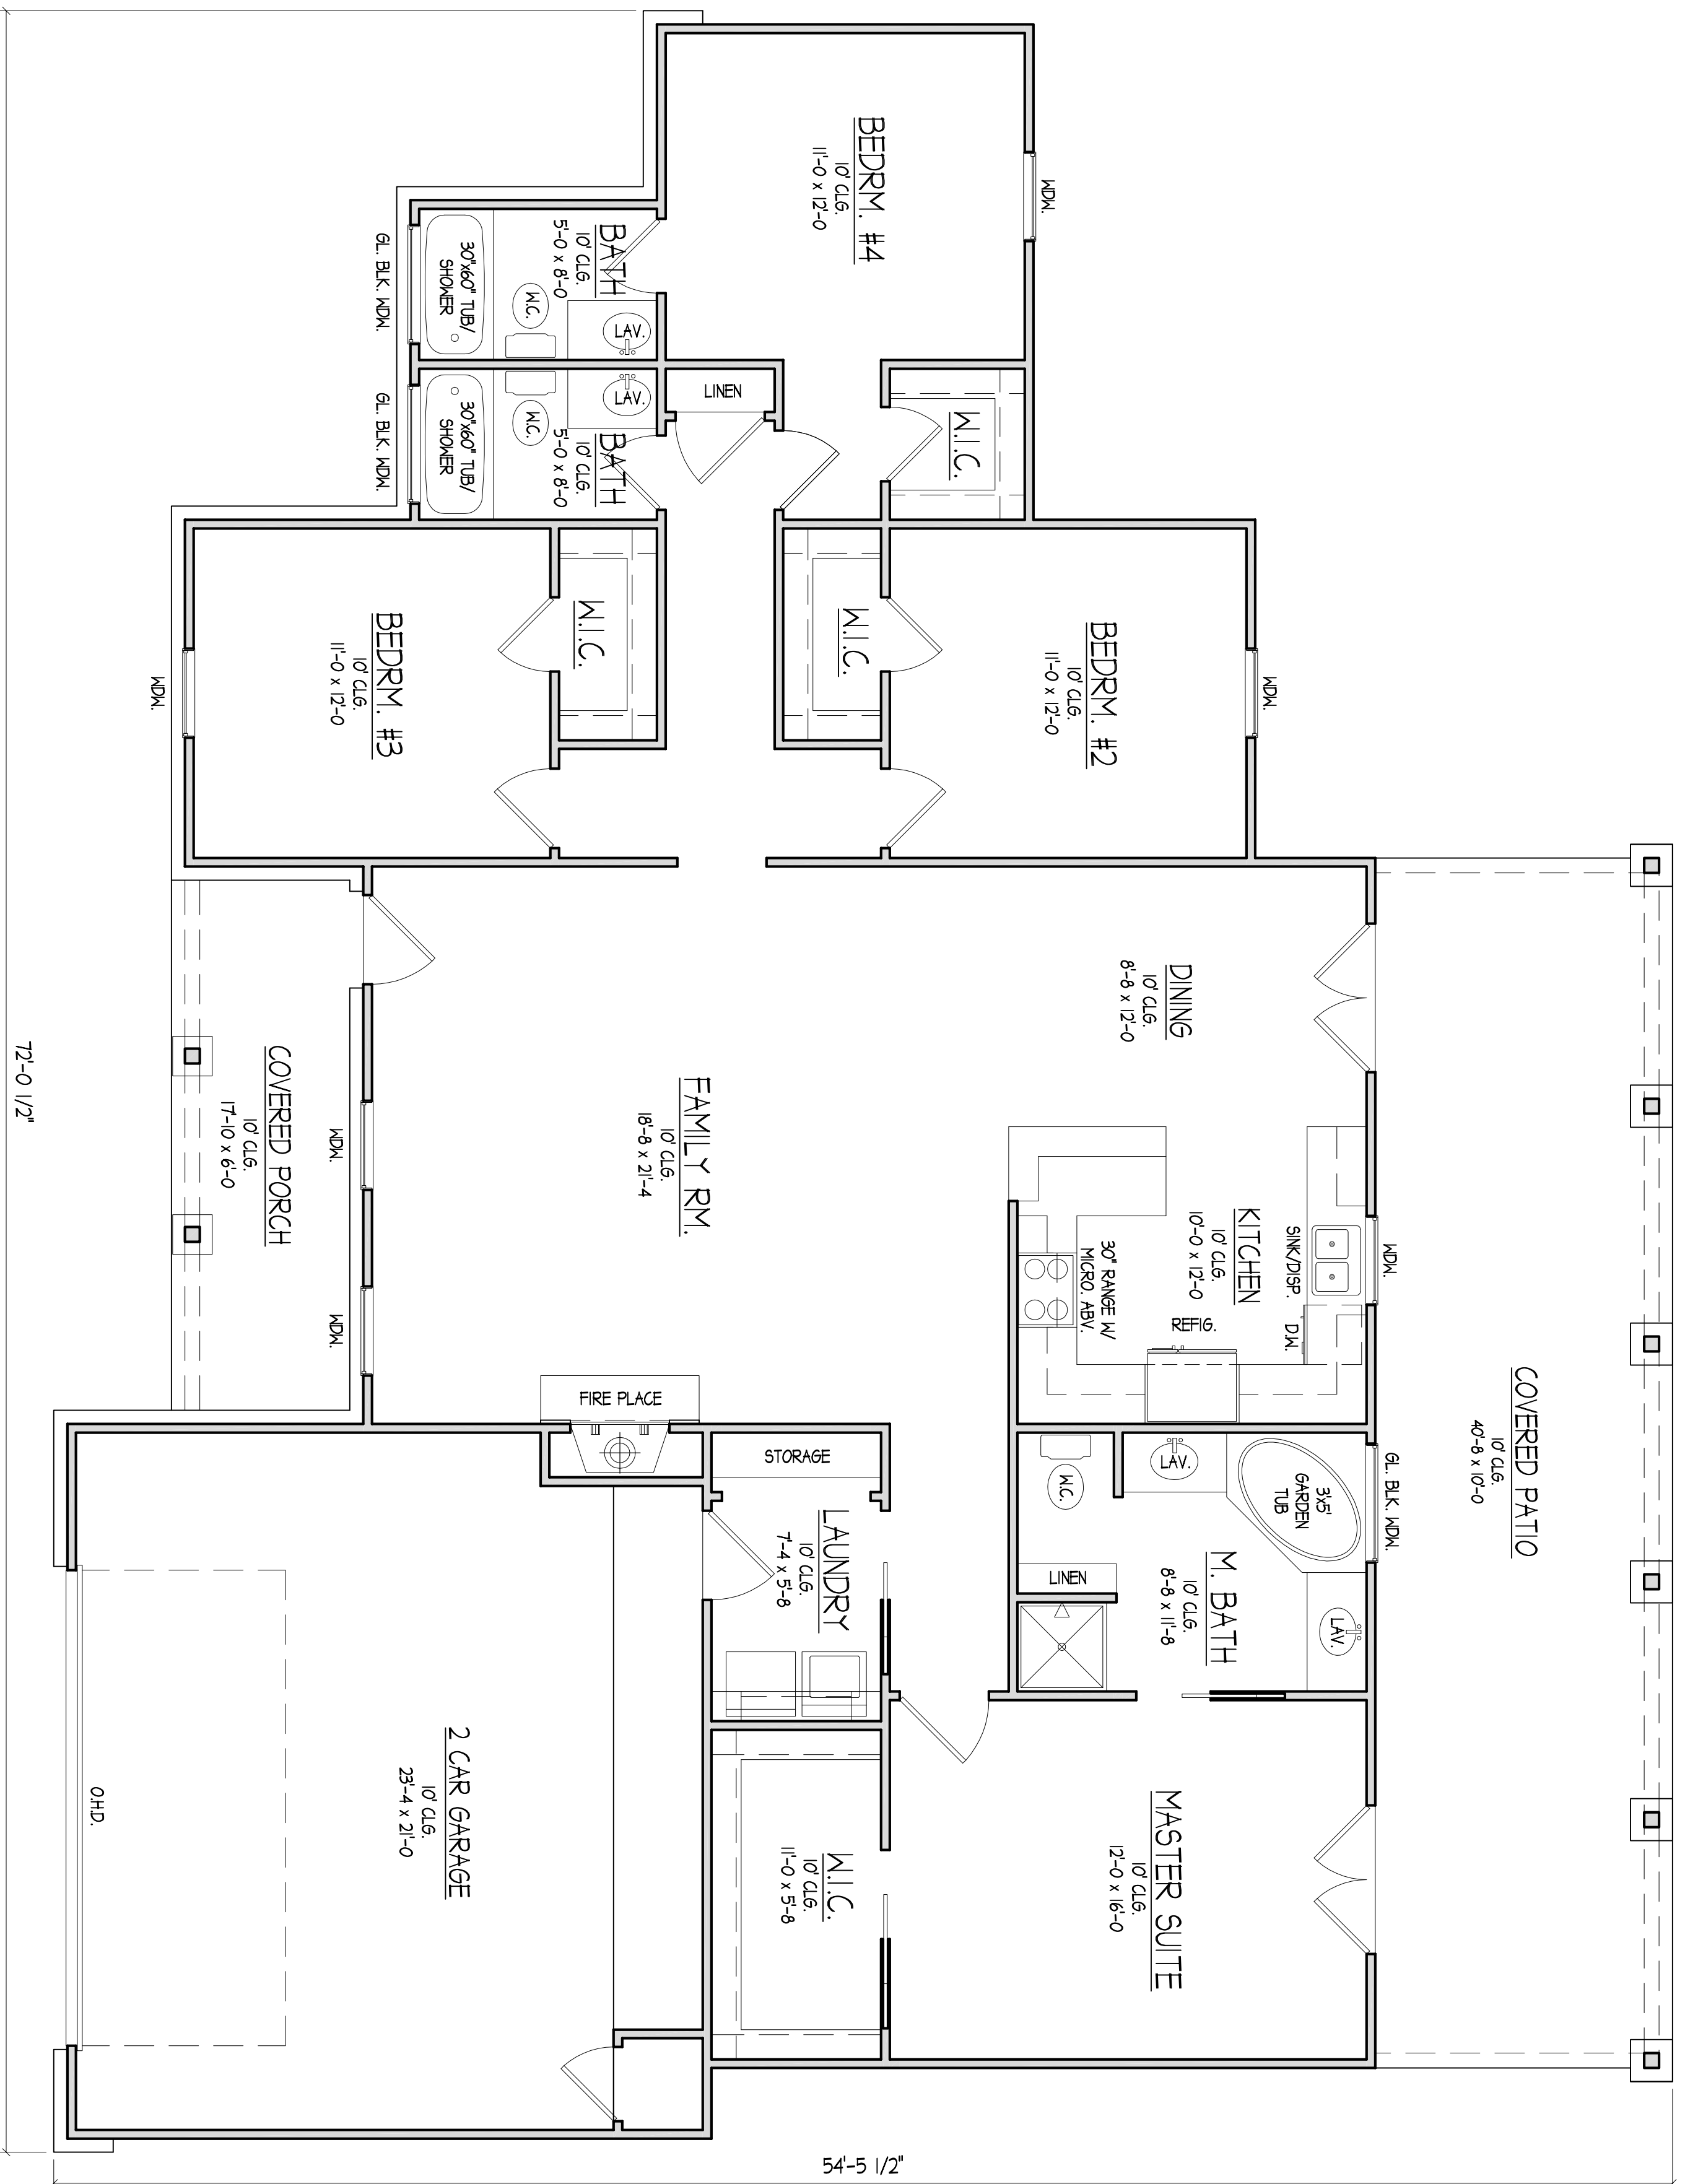 COVERED PATIO
10' CLG.
40'-8 x 10'-0
WDW.
WDW.
WDW.
GL. BLK. WDW.
BEDRM. #4
10' CLG.
11'-0 x 12'-0
W.I.C.
BEDRM. #2
10' CLG.
11'-0 x 12'-0
W.I.C.
DINING
10' CLG.
8'-8 x 12'-0
SINK/DISP.
D.W.
KITCHEN
10' CLG.
10'-0 x 12'-0
REFIG.
30" RANGE W/
MICRO. ABV.
3'x5'
GARDEN
TUB
LAV.
LAV.
M. BATH
10' CLG.
8'-8 x 11'-8
W.C.
LINEN
MASTER SUITE
10' CLG.
12'-0 x 16'-0
LINEN
BATH
10' CLG.
5'-0 x 8'-0
LAV.
W.C.
30"x60" TUB/
SHOWER
GL. BLK. WDW.
BATH
10' CLG.
5'-0 x 8'-0
LAV.
W.C.
30"x60" TUB/
SHOWER
GL. BLK. WDW.
W.I.C.
BEDRM. #3
10' CLG.
11'-0 x 12'-0
WDW.
FAMILY RM.
10' CLG.
18'-8 x 21'-4
FIRE PLACE
STORAGE
LAUNDRY
10' CLG.
7'-4 x 5'-8
W.I.C.
10' CLG.
11'-0 x 5'-8
WDW.
WDW.
COVERED PORCH
10' CLG.
17'-10 x 6'-0
2 CAR GARAGE
10' CLG.
23'-4 x 21'-0
O.H.D.
72'-0 1/2"
54'-5 1/2"